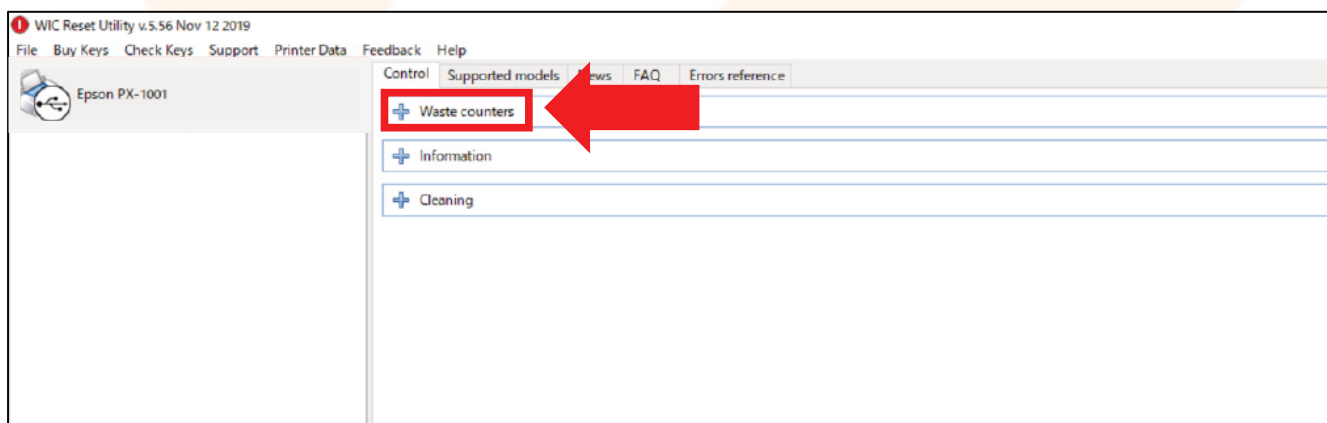 WIC Reset Utility v.5.56 Nov 12 2019
File Buy Keys Check Keys Support Printer Data Feedback Help
Epson PX-1001
Control Supported models News FAQ Errors reference
Waste counters
Information
Cleaning